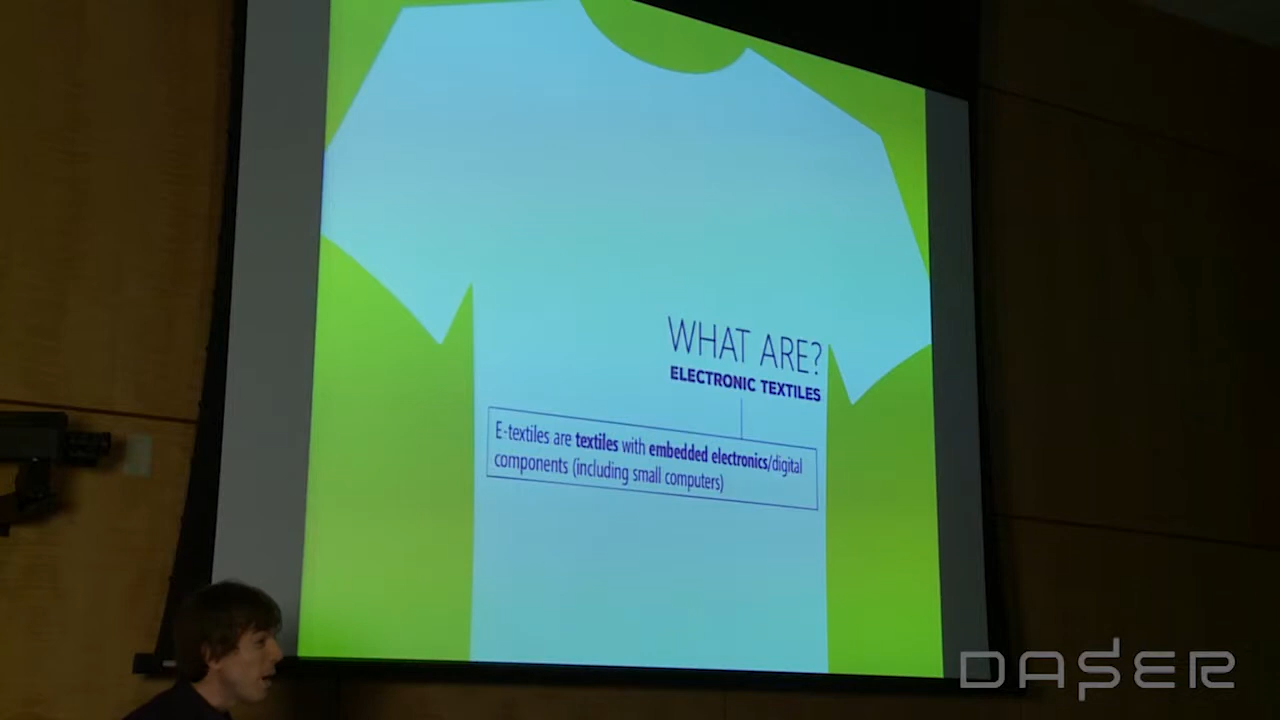 WHAT ARE?
ELECTRONIC TEXTILES
E-textiles are textiles with embedded electronics/digital
components (including small computers)
DASER